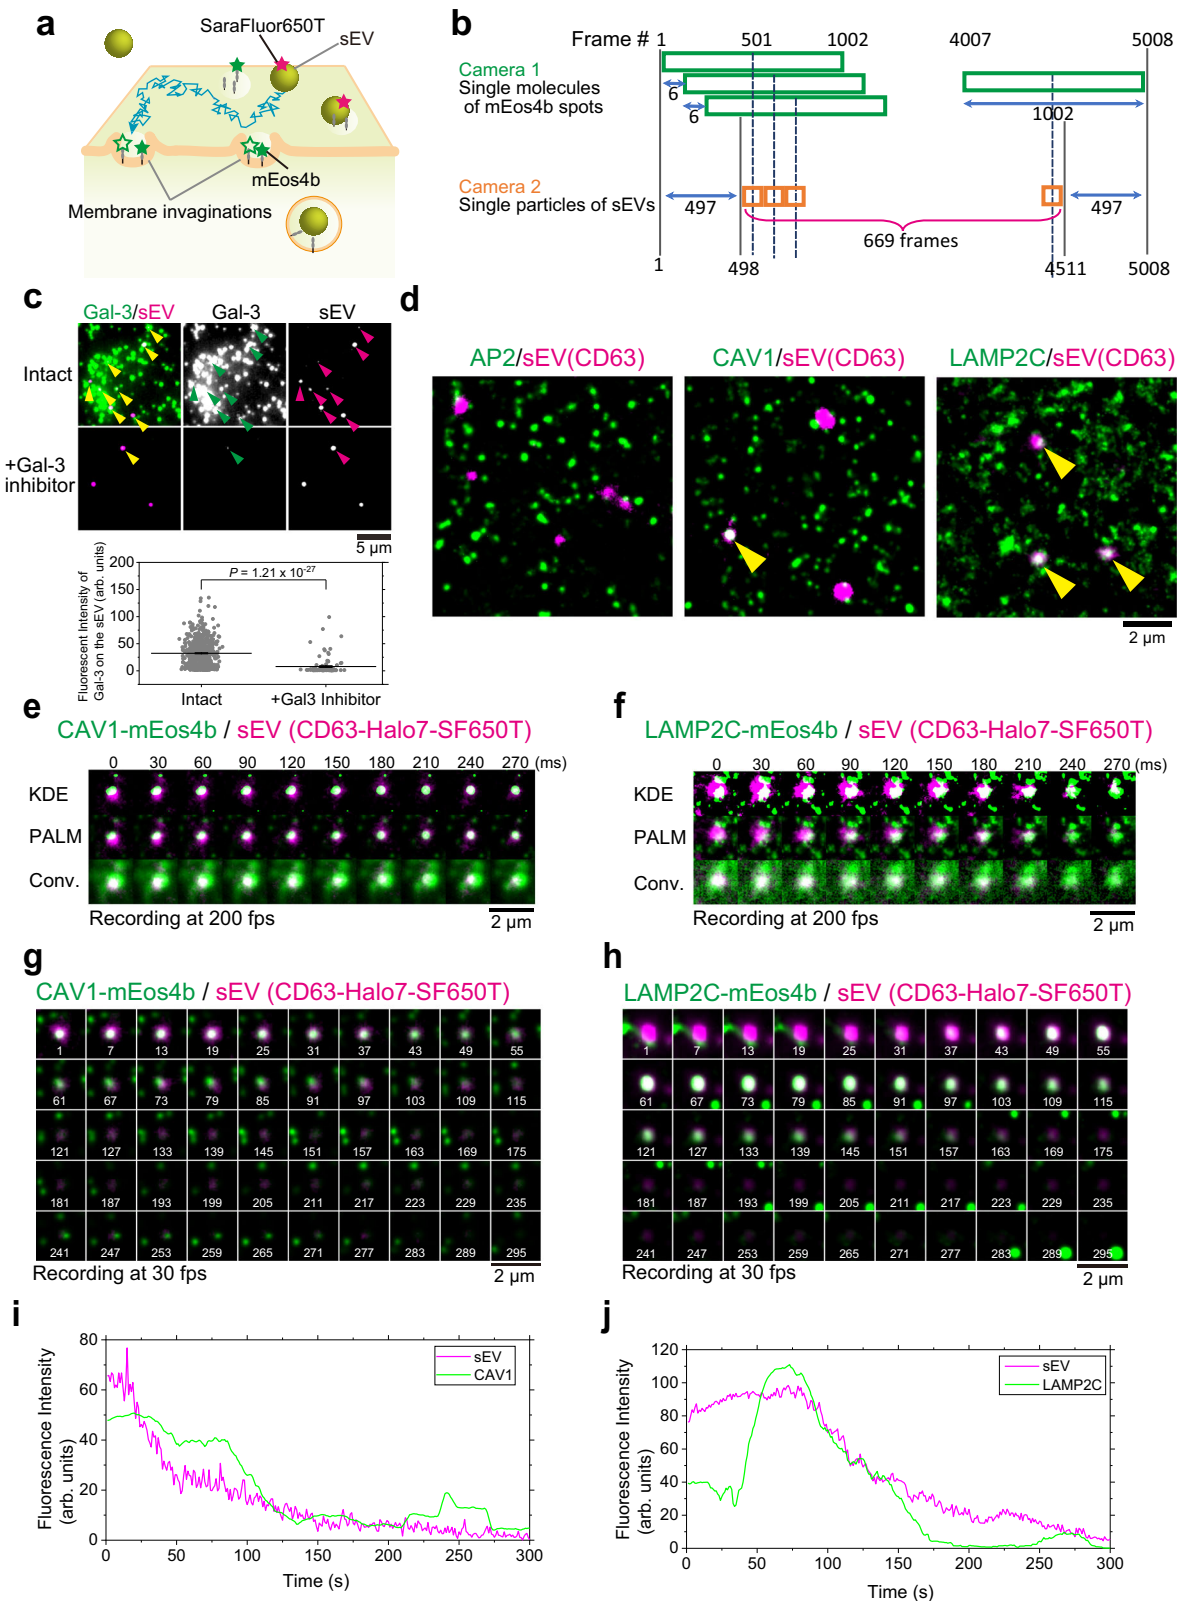 a
SaraFluor650T
sEV
mEos4b
Membrane invaginations
b
Frame # 1 501 1002 4007 5008
Camera 1
Single molecules
of mEos4b spots
6
6
1002
Camera 2
Single particles of sEVs
497
497
669 frames
1 498 4511 5008
c
Gal-3/sEV Gal-3 sEV
Intact
+Gal-3
inhibitor
5 µm
Fluorescent Intensity of
Gal-3 on the sEV (arb. units)
200
150
100
50
0
P = 1.21 x 10-27
Intact +Gal3 Inhibitor
d
AP2/sEV(CD63) CAV1/sEV(CD63) LAMP2C/sEV(CD63)
2 µm
e
CAV1-mEos4b / sEV (CD63-Halo7-SF650T)
0 30 60 90 120 150 180 210 240 270 (ms)
KDE
PALM
Conv.
Recording at 200 fps
2 µm
f
LAMP2C-mEos4b / sEV (CD63-Halo7-SF650T)
0 30 60 90 120 150 180 210 240 270 (ms)
KDE
PALM
Conv.
Recording at 200 fps
2 µm
g
CAV1-mEos4b / sEV (CD63-Halo7-SF650T)
1 7 13 19 25 31 37 43 49 55
61 67 73 79 85 91 97 103 109 115
121 127 133 139 145 151 157 163 169 175
181 187 193 199 205 211 217 223 229 235
241 247 253 259 265 271 277 283 289 295
Recording at 30 fps
2 µm
h
LAMP2C-mEos4b / sEV (CD63-Halo7-SF650T)
1 7 13 19 25 31 37 43 49 55
61 67 73 79 85 91 97 103 109 115
121 127 133 139 145 151 157 163 169 175
181 187 193 199 205 211 217 223 229 235
241 247 253 259 265 271 277 283 289 295
Recording at 30 fps
2 µm
i
Fluorescence Intensity
(arb. units)
80
60
40
20
0
sEV
CAV1
0 50 100 150 200 250 300
Time (s)
j
Fluorescence Intensity
(arb. units)
120
100
80
60
40
20
0
sEV
LAMP2C
0 50 100 150 200 250 300
Time (s)